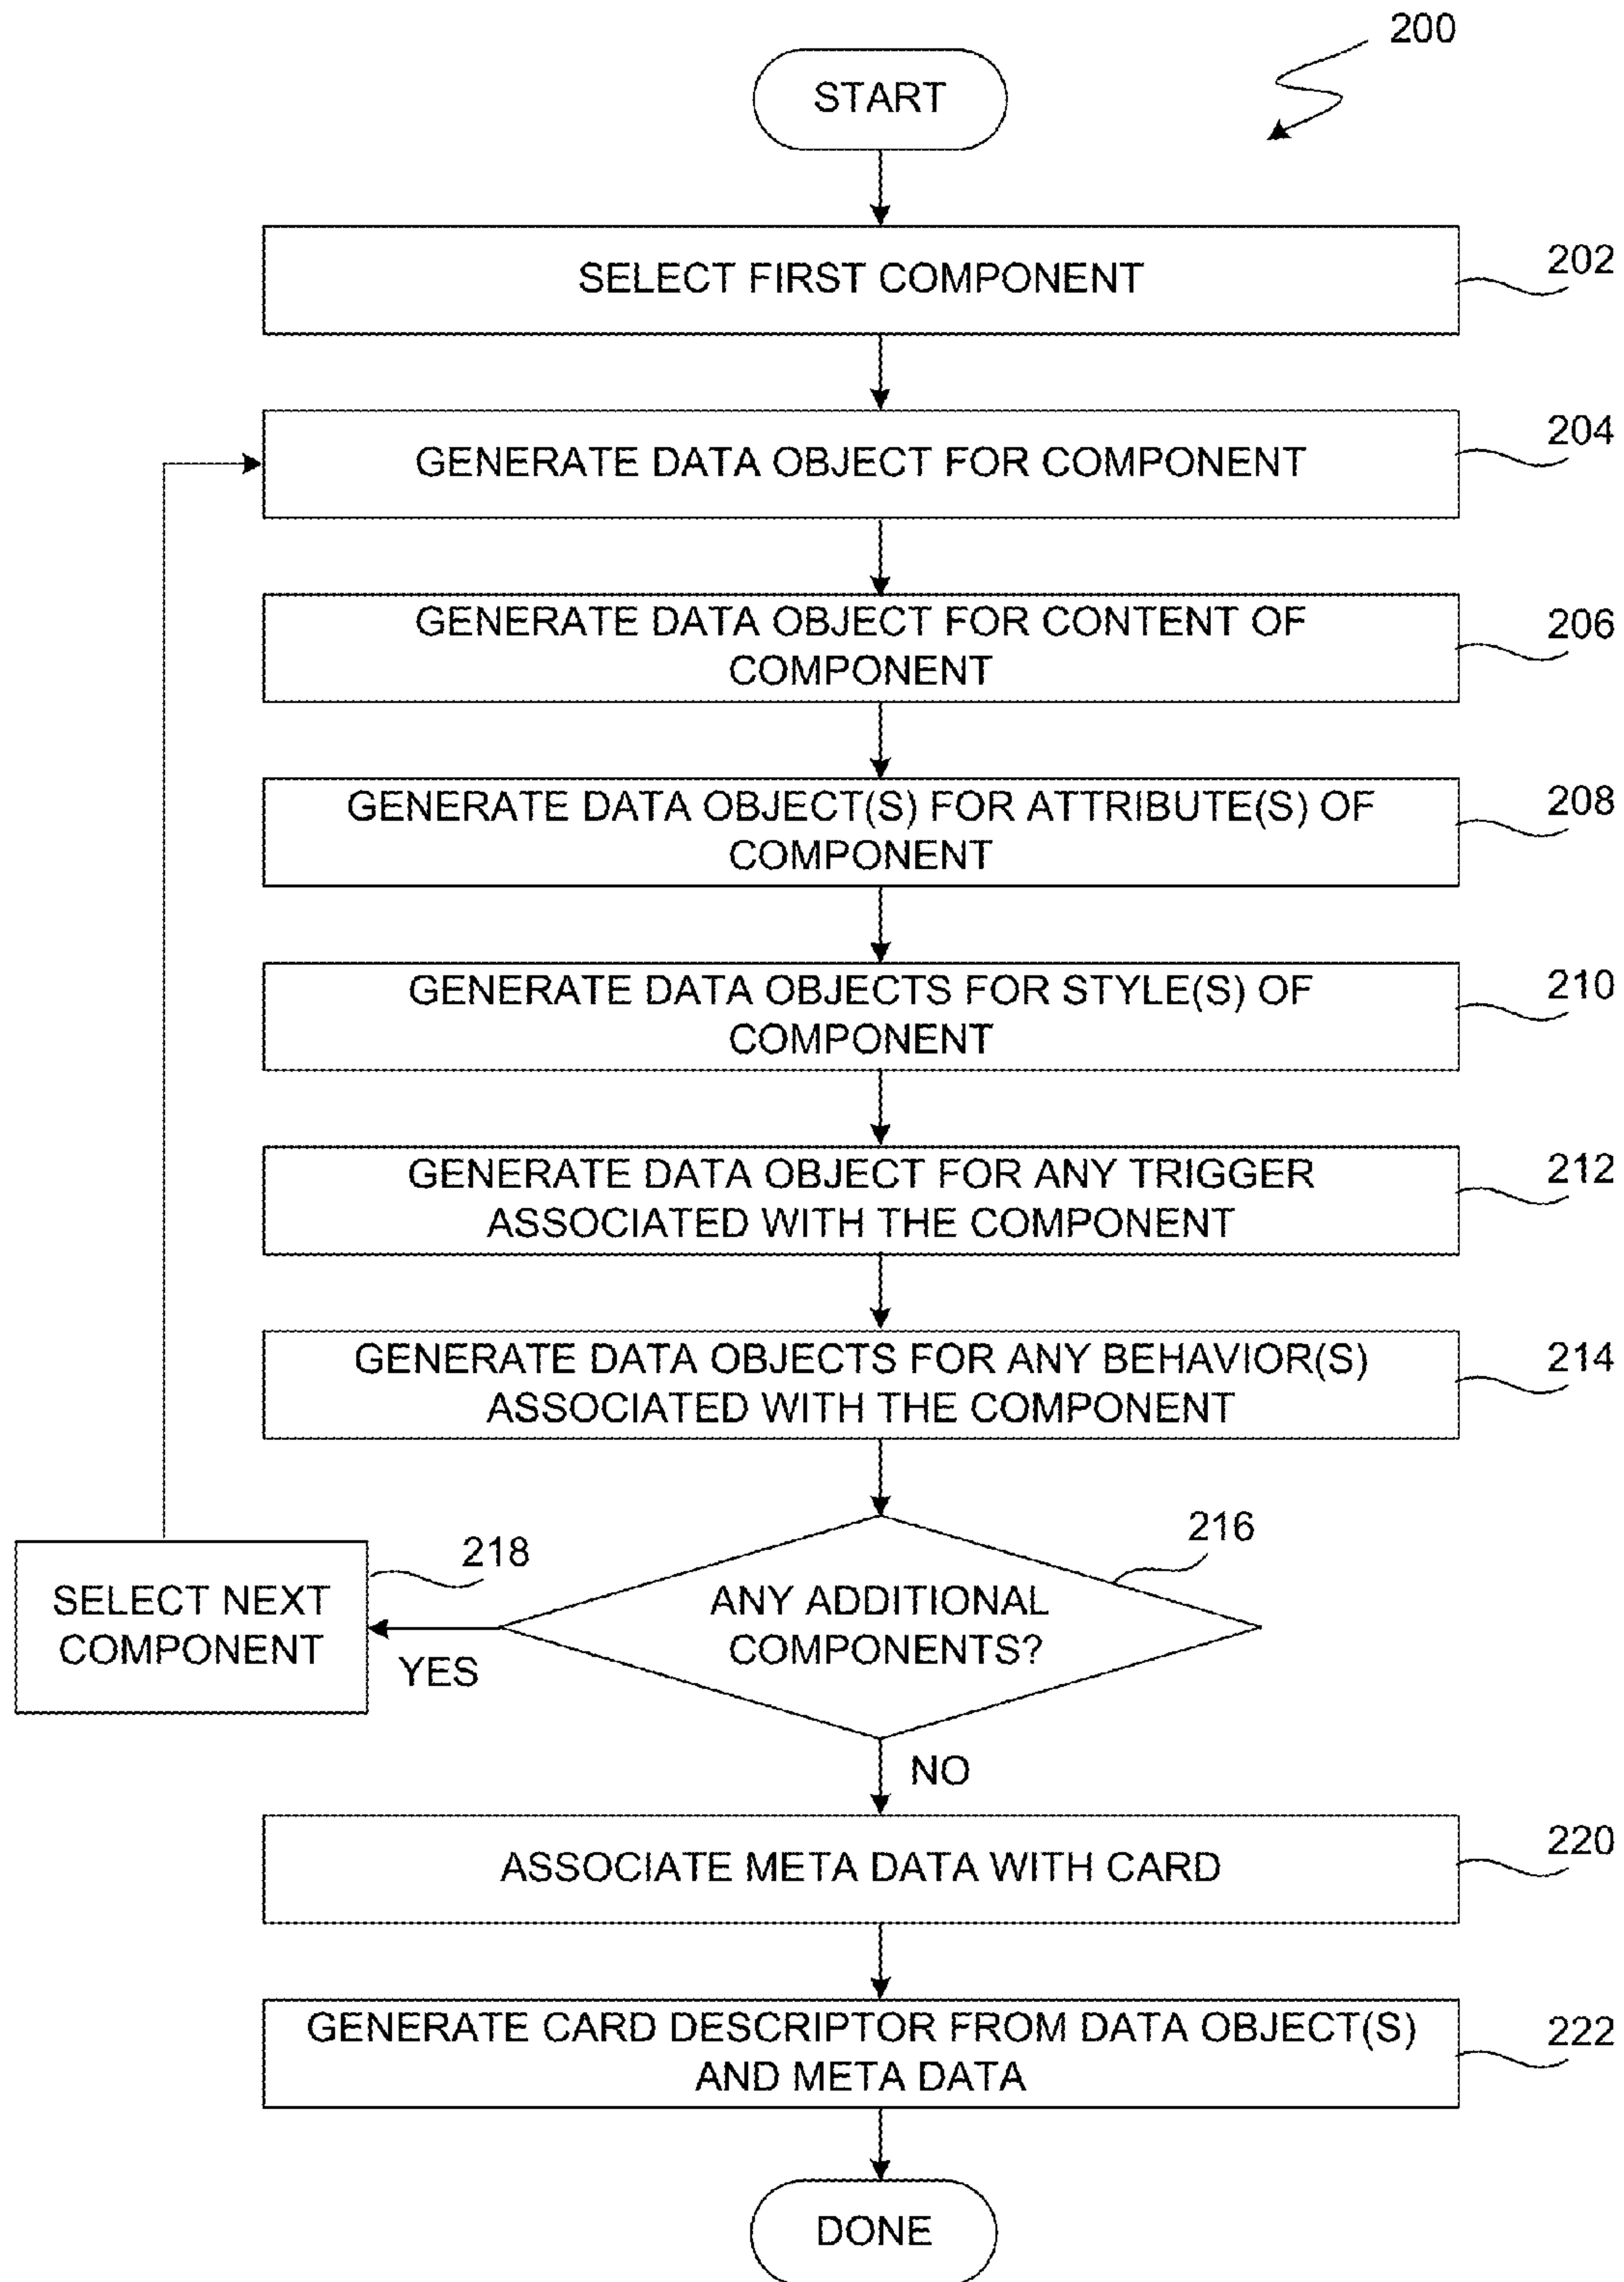 200
START
SELECT FIRST COMPONENT
202
GENERATE DATA OBJECT FOR COMPONENT
204
GENERATE DATA OBJECT FOR CONTENT OF
COMPONENT
206
GENERATE DATA OBJECT(S) FOR ATTRIBUTE(S) OF
COMPONENT
208
GENERATE DATA OBJECTS FOR STYLE(S) OF
COMPONENT
210
GENERATE DATA OBJECT FOR ANY TRIGGER
ASSOCIATED WITH THE COMPONENT
212
GENERATE DATA OBJECTS FOR ANY BEHAVIOR(S)
ASSOCIATED WITH THE COMPONENT
214
216
ANY ADDITIONAL
COMPONENTS?
YES
218
SELECT NEXT
COMPONENT
NO
ASSOCIATE META DATA WITH CARD
220
GENERATE CARD DESCRIPTOR FROM DATA OBJECT(S)
AND META DATA
222
DONE